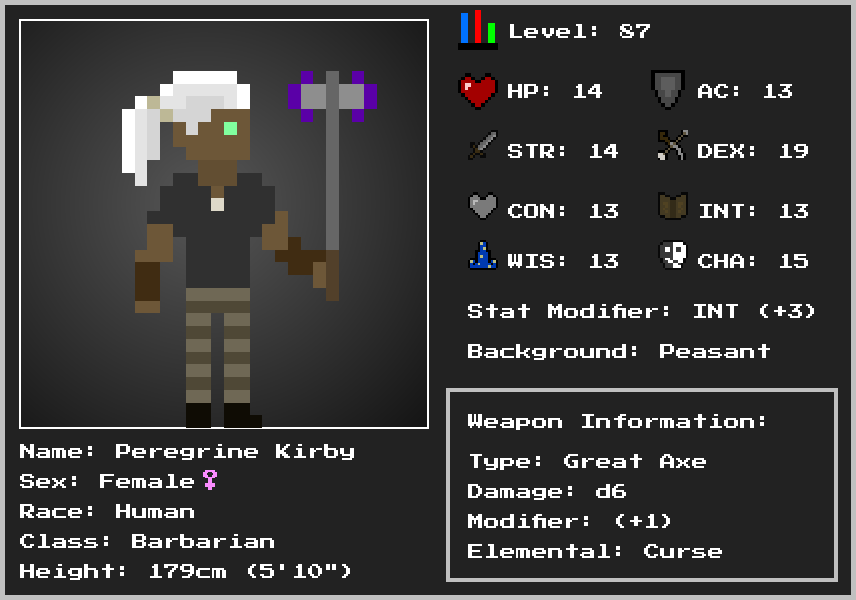 Level: 87
HP: 14 AC: 13
STR: 14 DEX: 19
CON: 13 INT: 13
WIS: 13 CHA: 15
Stat Modifier: INT (+3)
Background: Peasant
Name: Peregrine Kirby
Sex: Female♀
Race: Human
Class: Barbarian
Height: 179cm (5'10")
Weapon Information:
Type: Great Axe
Damage: d6
Modifier: (+1)
Elemental: Curse